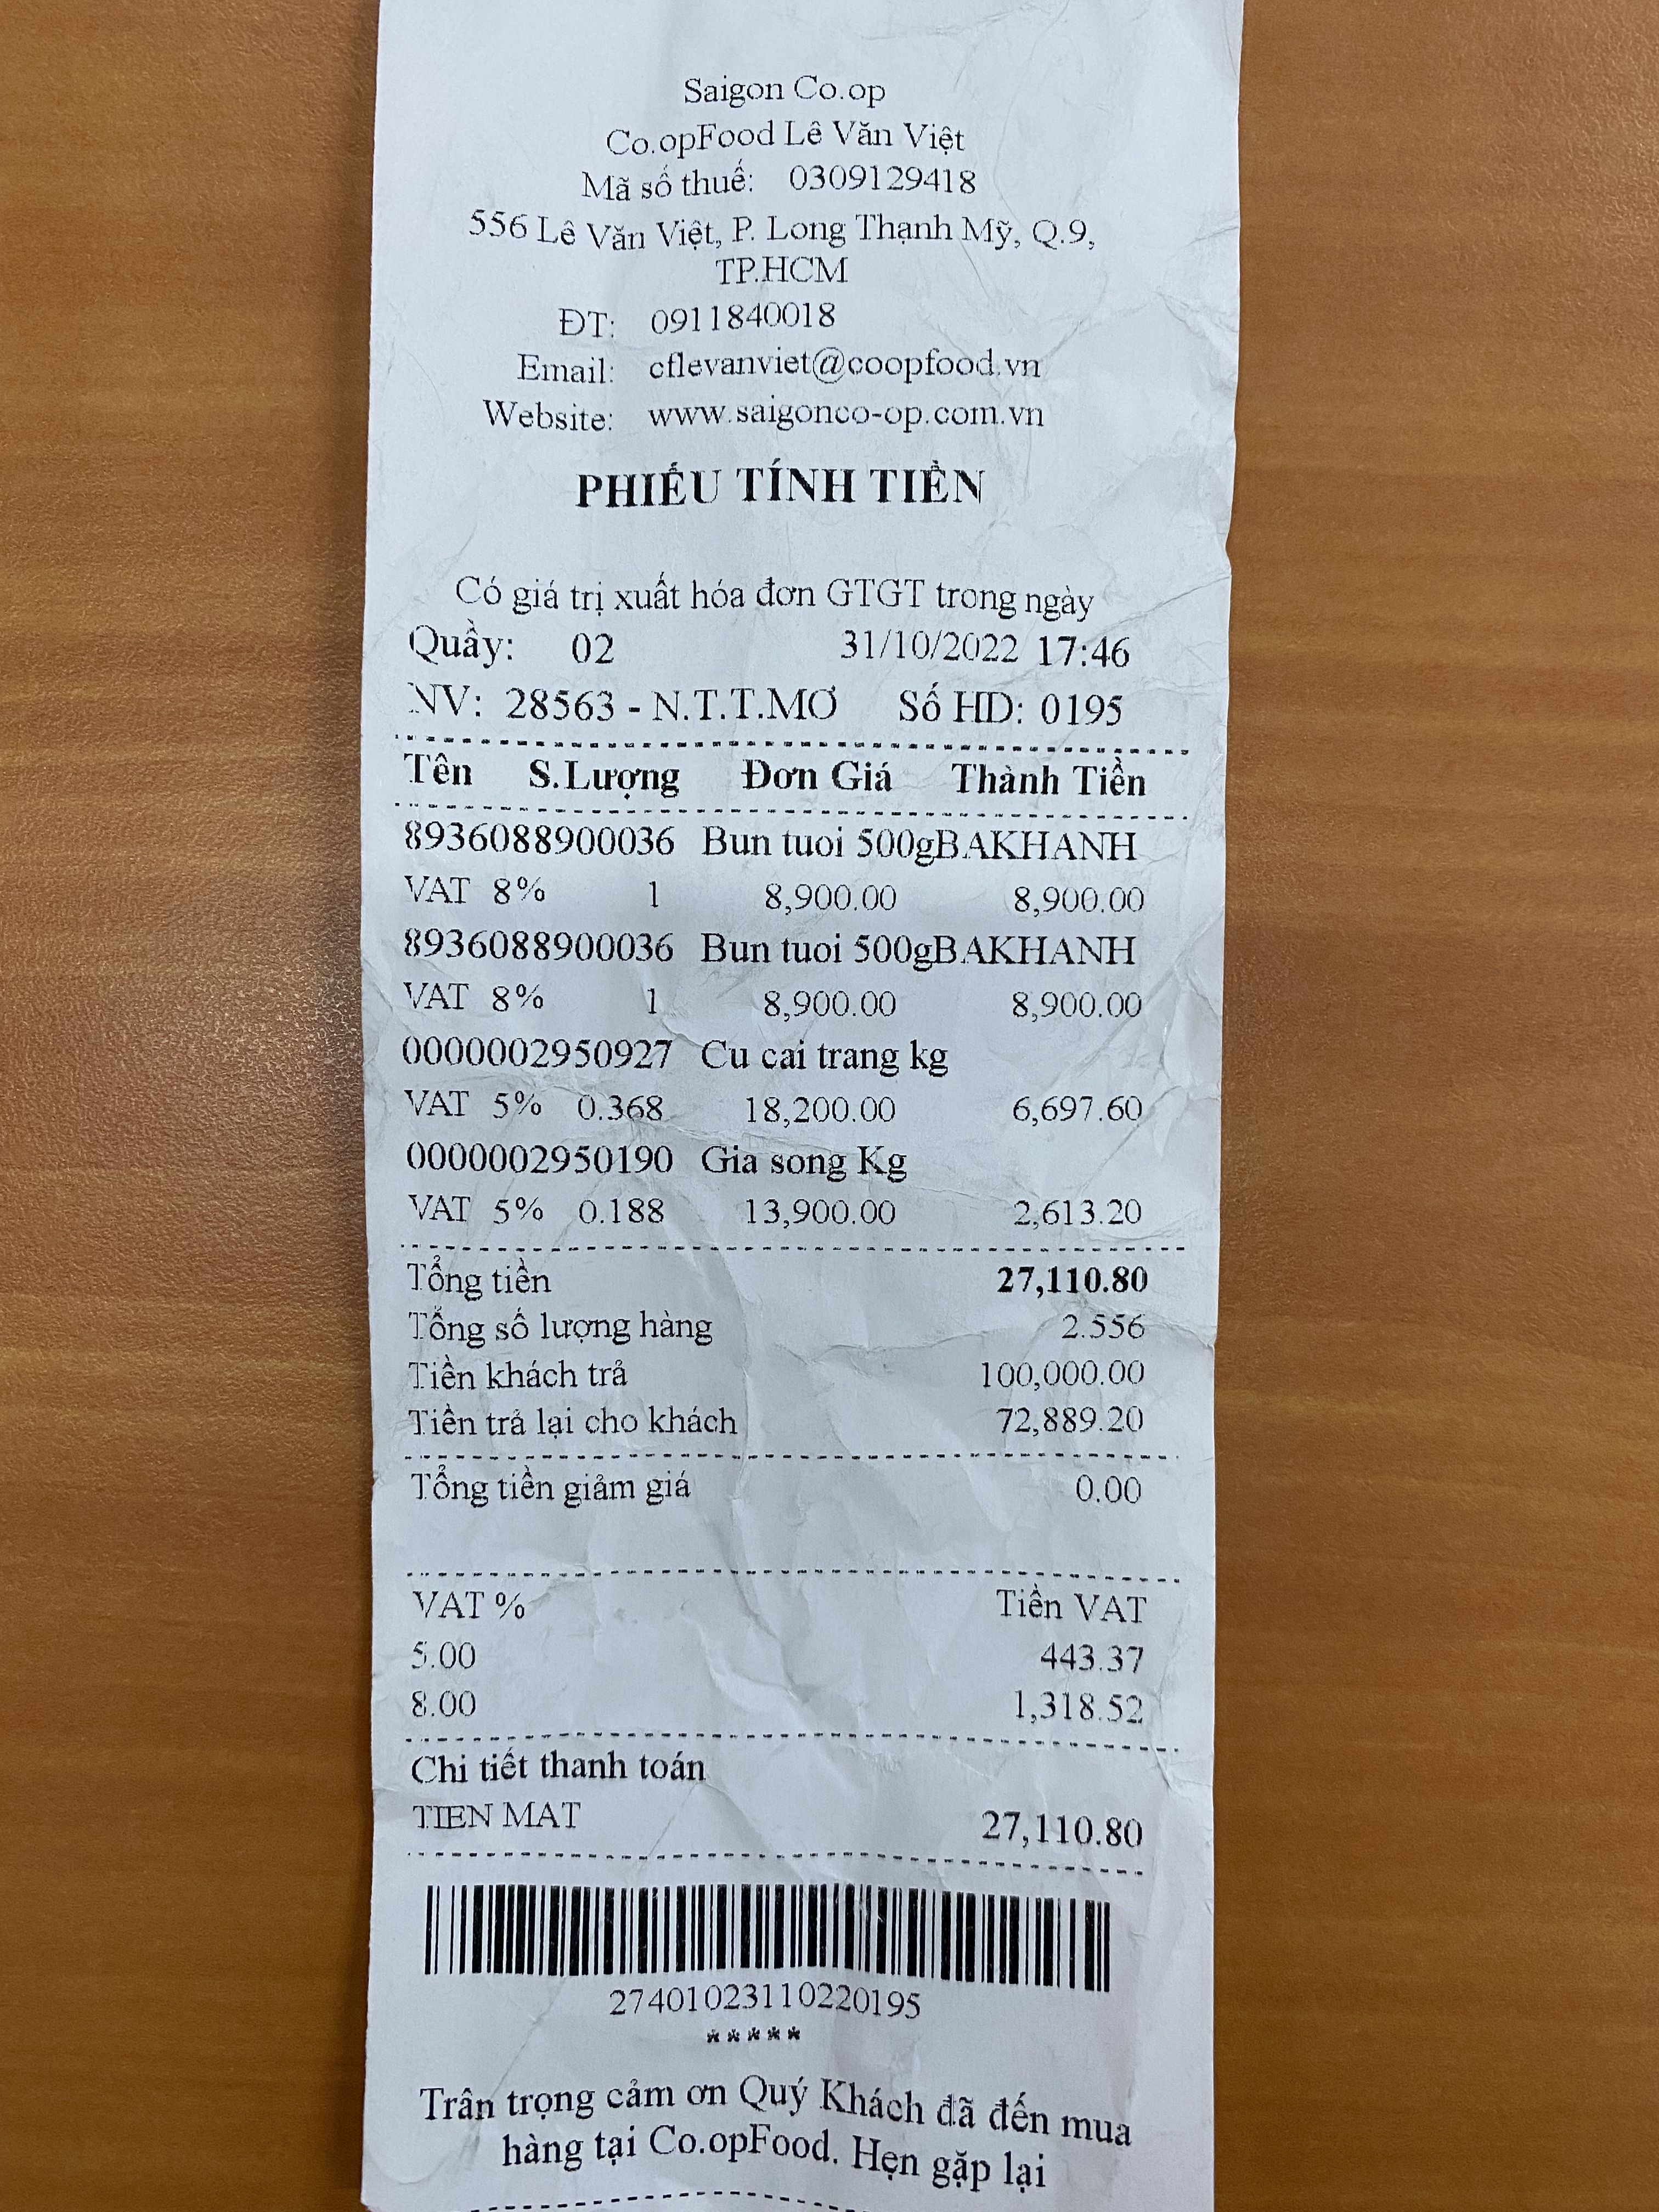 Saigon Co.op
Co.opFood Lê Văn Việt
Mã số thuế: 0309129418
556 Lê Văn Việt, P. Long Thạnh Mỹ, Q.9,
TP.HCM
ĐT: 0911840018
Email: cflevanviet@coopfood.vn
Website: www.saigonco-op.com.vn
PHIẾU TÍNH TIỀN
Có giá trị xuất hóa đơn GTGT trong ngày
Quầy: 02 31/10/2022 17:46
NV: 28563 - N.T.T.MƠ Số HD: 0195
Tên S.Lượng Đơn Giá Thành Tiền
8936088900036 Bun tuoi 500gBAKHANH
VAT 8% 1 8,900.00 8,900.00
8936088900036 Bun tuoi 500gBAKHANH
VAT 8% 1 8,900.00 8,900.00
0000002950927 Cu cai trang kg
VAT 5% 0.368 18,200.00 6,697.60
0000002950190 Gia song Kg
VAT 5% 0.188 13,900.00 2,613.20
Tổng tiền 27,110.80
Tổng số lượng hàng 2.556
Tiền khách trả 100,000.00
Tiền trả lại cho khách 72,889.20
Tổng tiền giảm giá 0.00
VAT % Tiền VAT
5.00 443.37
8.00 1,318.52
Chi tiết thanh toán
TIEN MAT 27,110.80
27401023110220195
*****
Trân trọng cảm ơn Quý Khách đã đến mua
hàng tại Co.opFood. Hẹn gặp lại